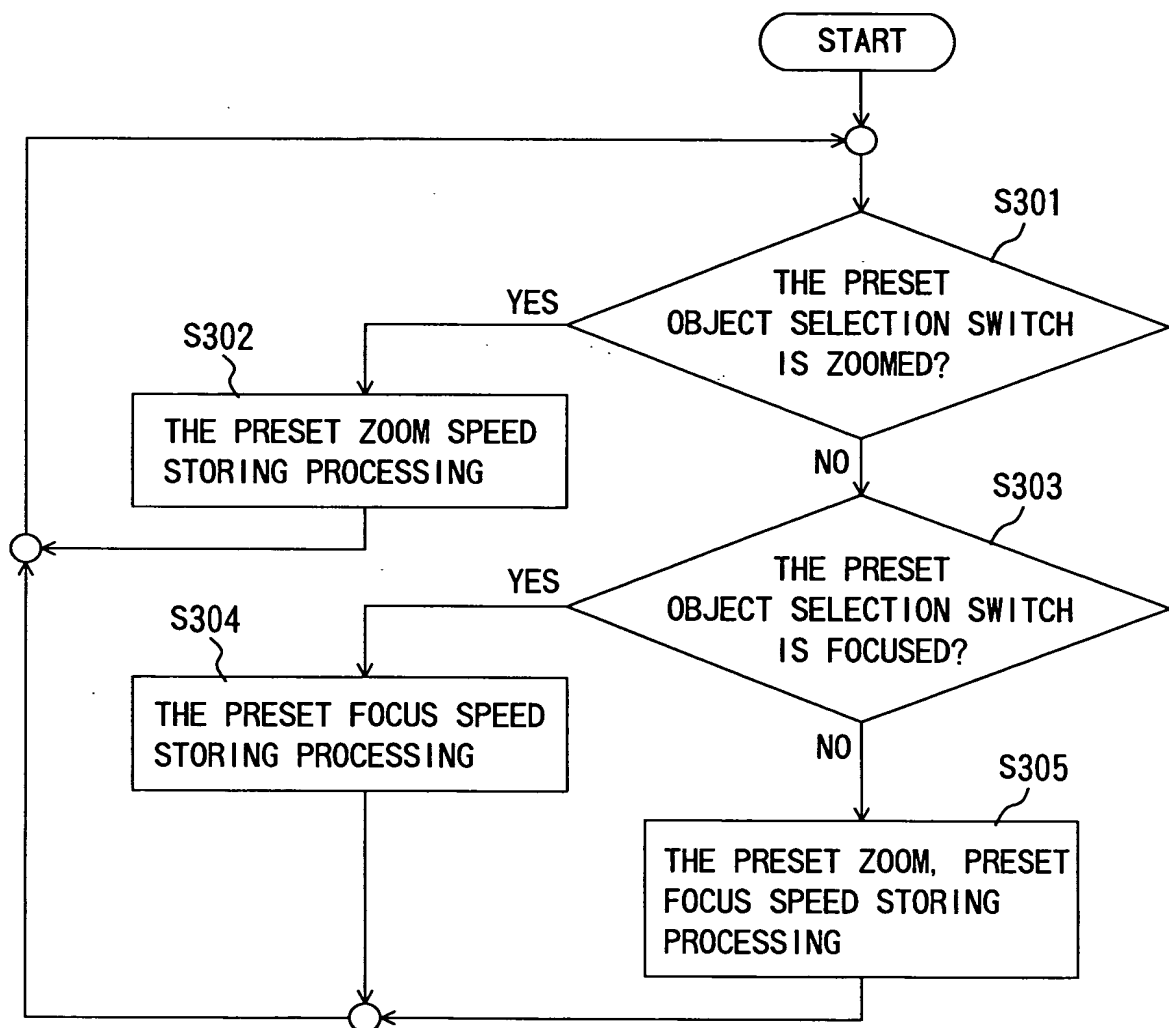 START
S301
THE PRESET
OBJECT SELECTION SWITCH
IS ZOOMED?
YES
S302
THE PRESET ZOOM SPEED
STORING PROCESSING
NO
S303
THE PRESET
OBJECT SELECTION SWITCH
IS FOCUSED?
YES
S304
THE PRESET FOCUS SPEED
STORING PROCESSING
NO
S305
THE PRESET ZOOM, PRESET
FOCUS SPEED STORING
PROCESSING